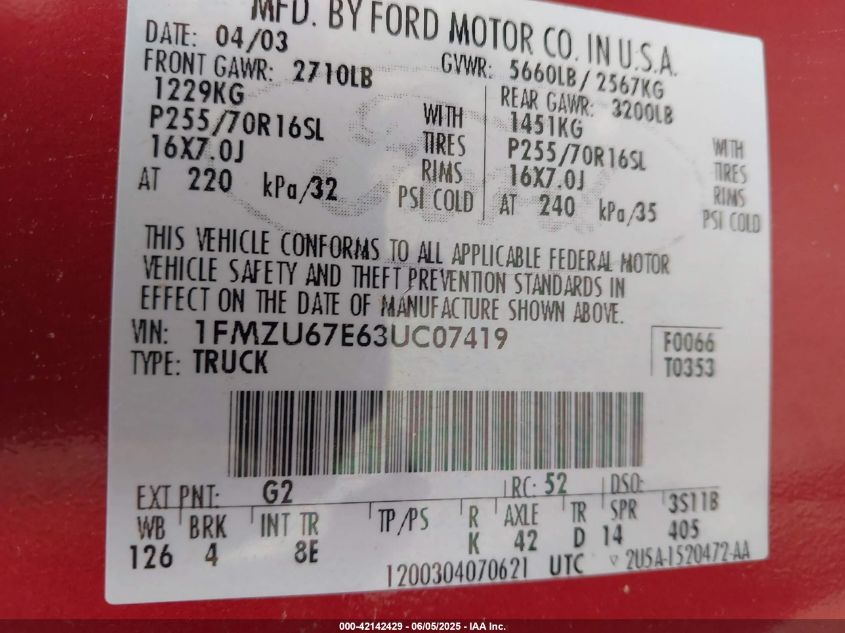 MFD. BY FORD MOTOR CO. IN U.S.A.
DATE: 04/03 GVWR: 5660LB/2567KG
FRONT GAWR: 2710LB REAR GAWR: 3200LB
1229KG WITH 1451KG WITH
P255/70R16SL TIRES P255/70R16SL TIRES
16X7.0J RIMS 16X7.0J RIMS
AT 220 kPa/32 PSI COLD AT 240 kPa/35 PSI COLD
THIS VEHICLE CONFORMS TO ALL APPLICABLE FEDERAL MOTOR
VEHICLE SAFETY AND THEFT PREVENTION STANDARDS IN
EFFECT ON THE DATE OF MANUFACTURE SHOWN ABOVE.
VIN: 1FMZU67E63UC07419 F0066
TYPE: TRUCK T0353
EXT PNT: G2 RC: 52 DSO:
WB BRK INT TR TP/PS R AXLE TR SPR 3S11B
126 4 8E K 42 D 14 405
1200304070621 UTC ▽ 2U5A-1520472-AA
000-42142429 - 06/05/2025 - IAA Inc.